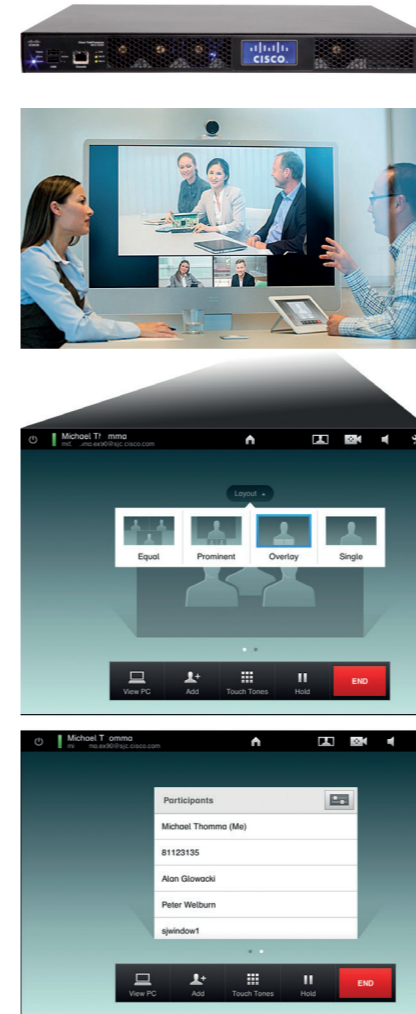 CISCO
Michael T mma
Layout
Equal Prominent Overlay Single
View PC Add Touch Tones Hold END
Michael T omma
Participants
Michael Thomma (Me)
81123135
Alan Glowacki
Peter Welburn
sjwindow1
View PC Add Touch Tones Hold END